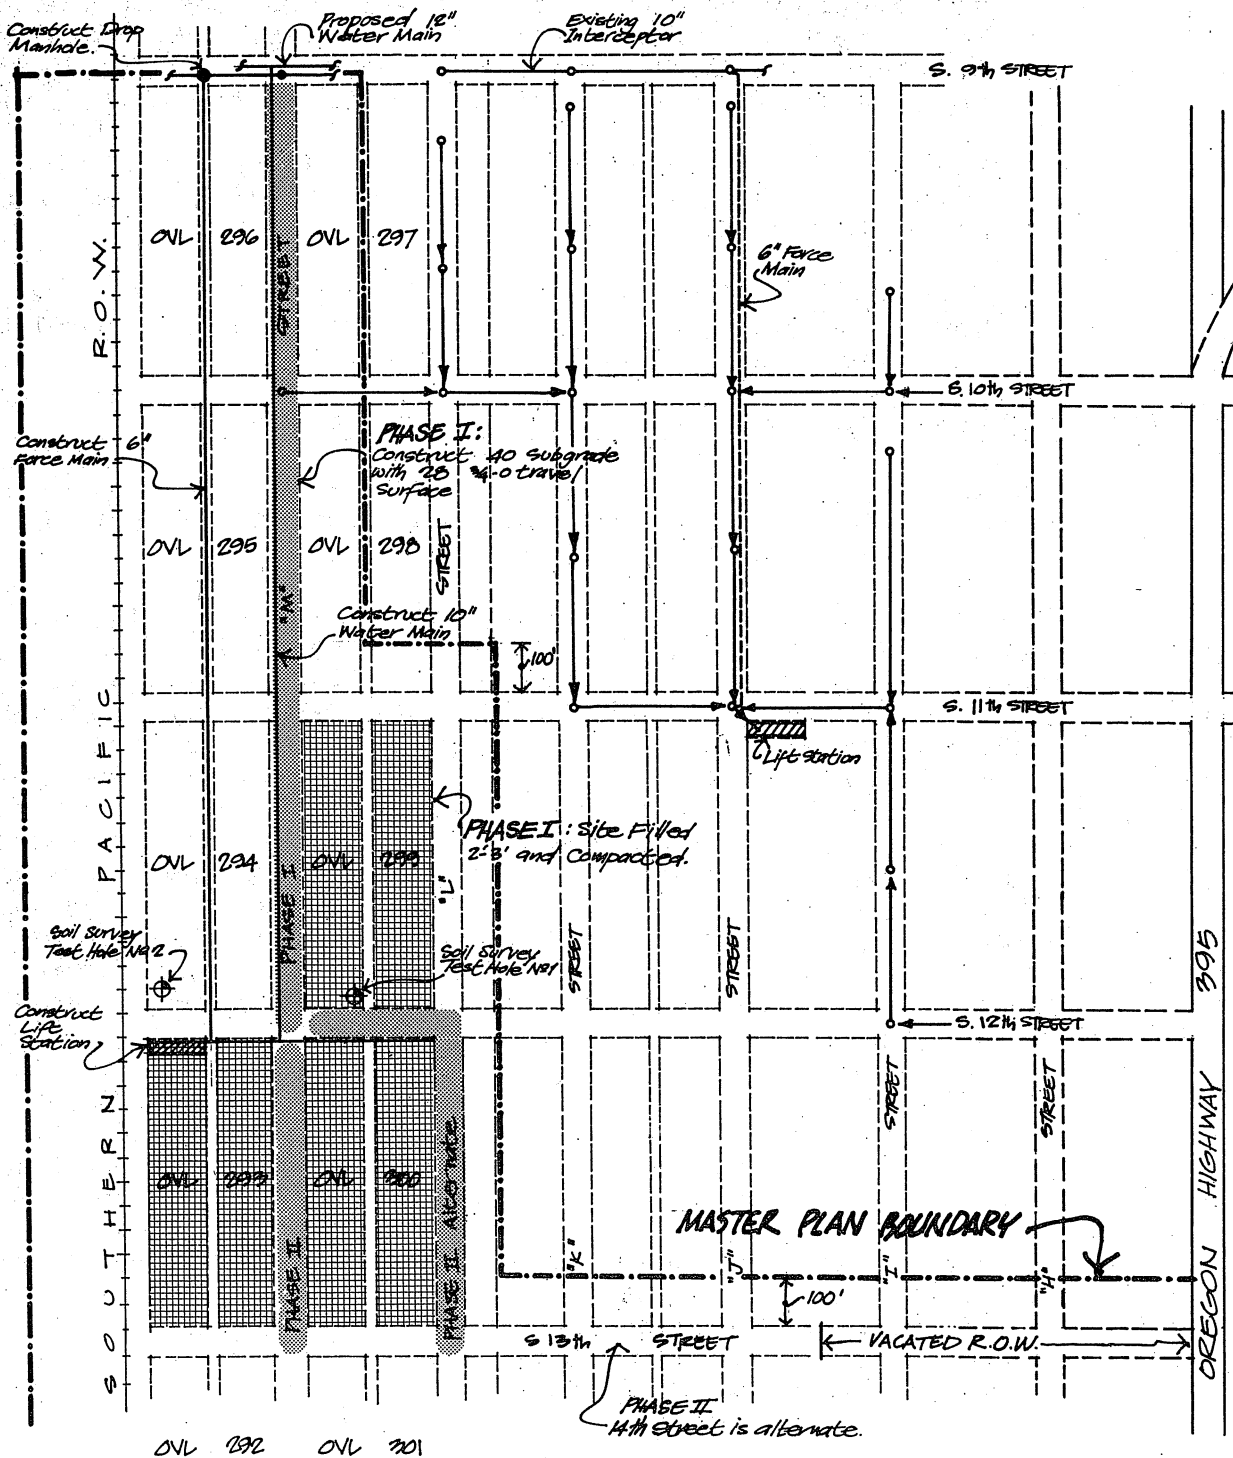 Construct Drop
Manhole.
Proposed 12"
Water Main
Existing 10"
Interceptor
S. 9th STREET
R.O.W.
OVL 296 OVL 297
STREET
6" Force
Main
S. 10th STREET
Construct 6"
Force Main
PHASE I:
Construct 40 Subgrade
with 28 ¾-0 travel
Surface
OVL 295 OVL 298
STREET
"M"
Construct 10"
Water Main
100'
S. 11th STREET
Lift Station
PACIFIC
PHASE I: Site Filled
2'-3' and Compacted.
OVL 294 OVL 299
"L"
PHASE I
Soil Survey
Test Hole No 2
Soil Survey
Test Hole No 1
STREET
STREET
395
Construct
Lift
Station
S. 12th STREET
STREET
STREET
SOUTHERN
OVL 293 OVL 300
HIGHWAY
PHASE II
PHASE II Alternate
MASTER PLAN BOUNDARY
"K"
"J"
"I"
"H"
100'
OREGON
S 13th STREET
VACATED R.O.W.
PHASE II
14th Street is alternate.
OVL 292 OVL 301